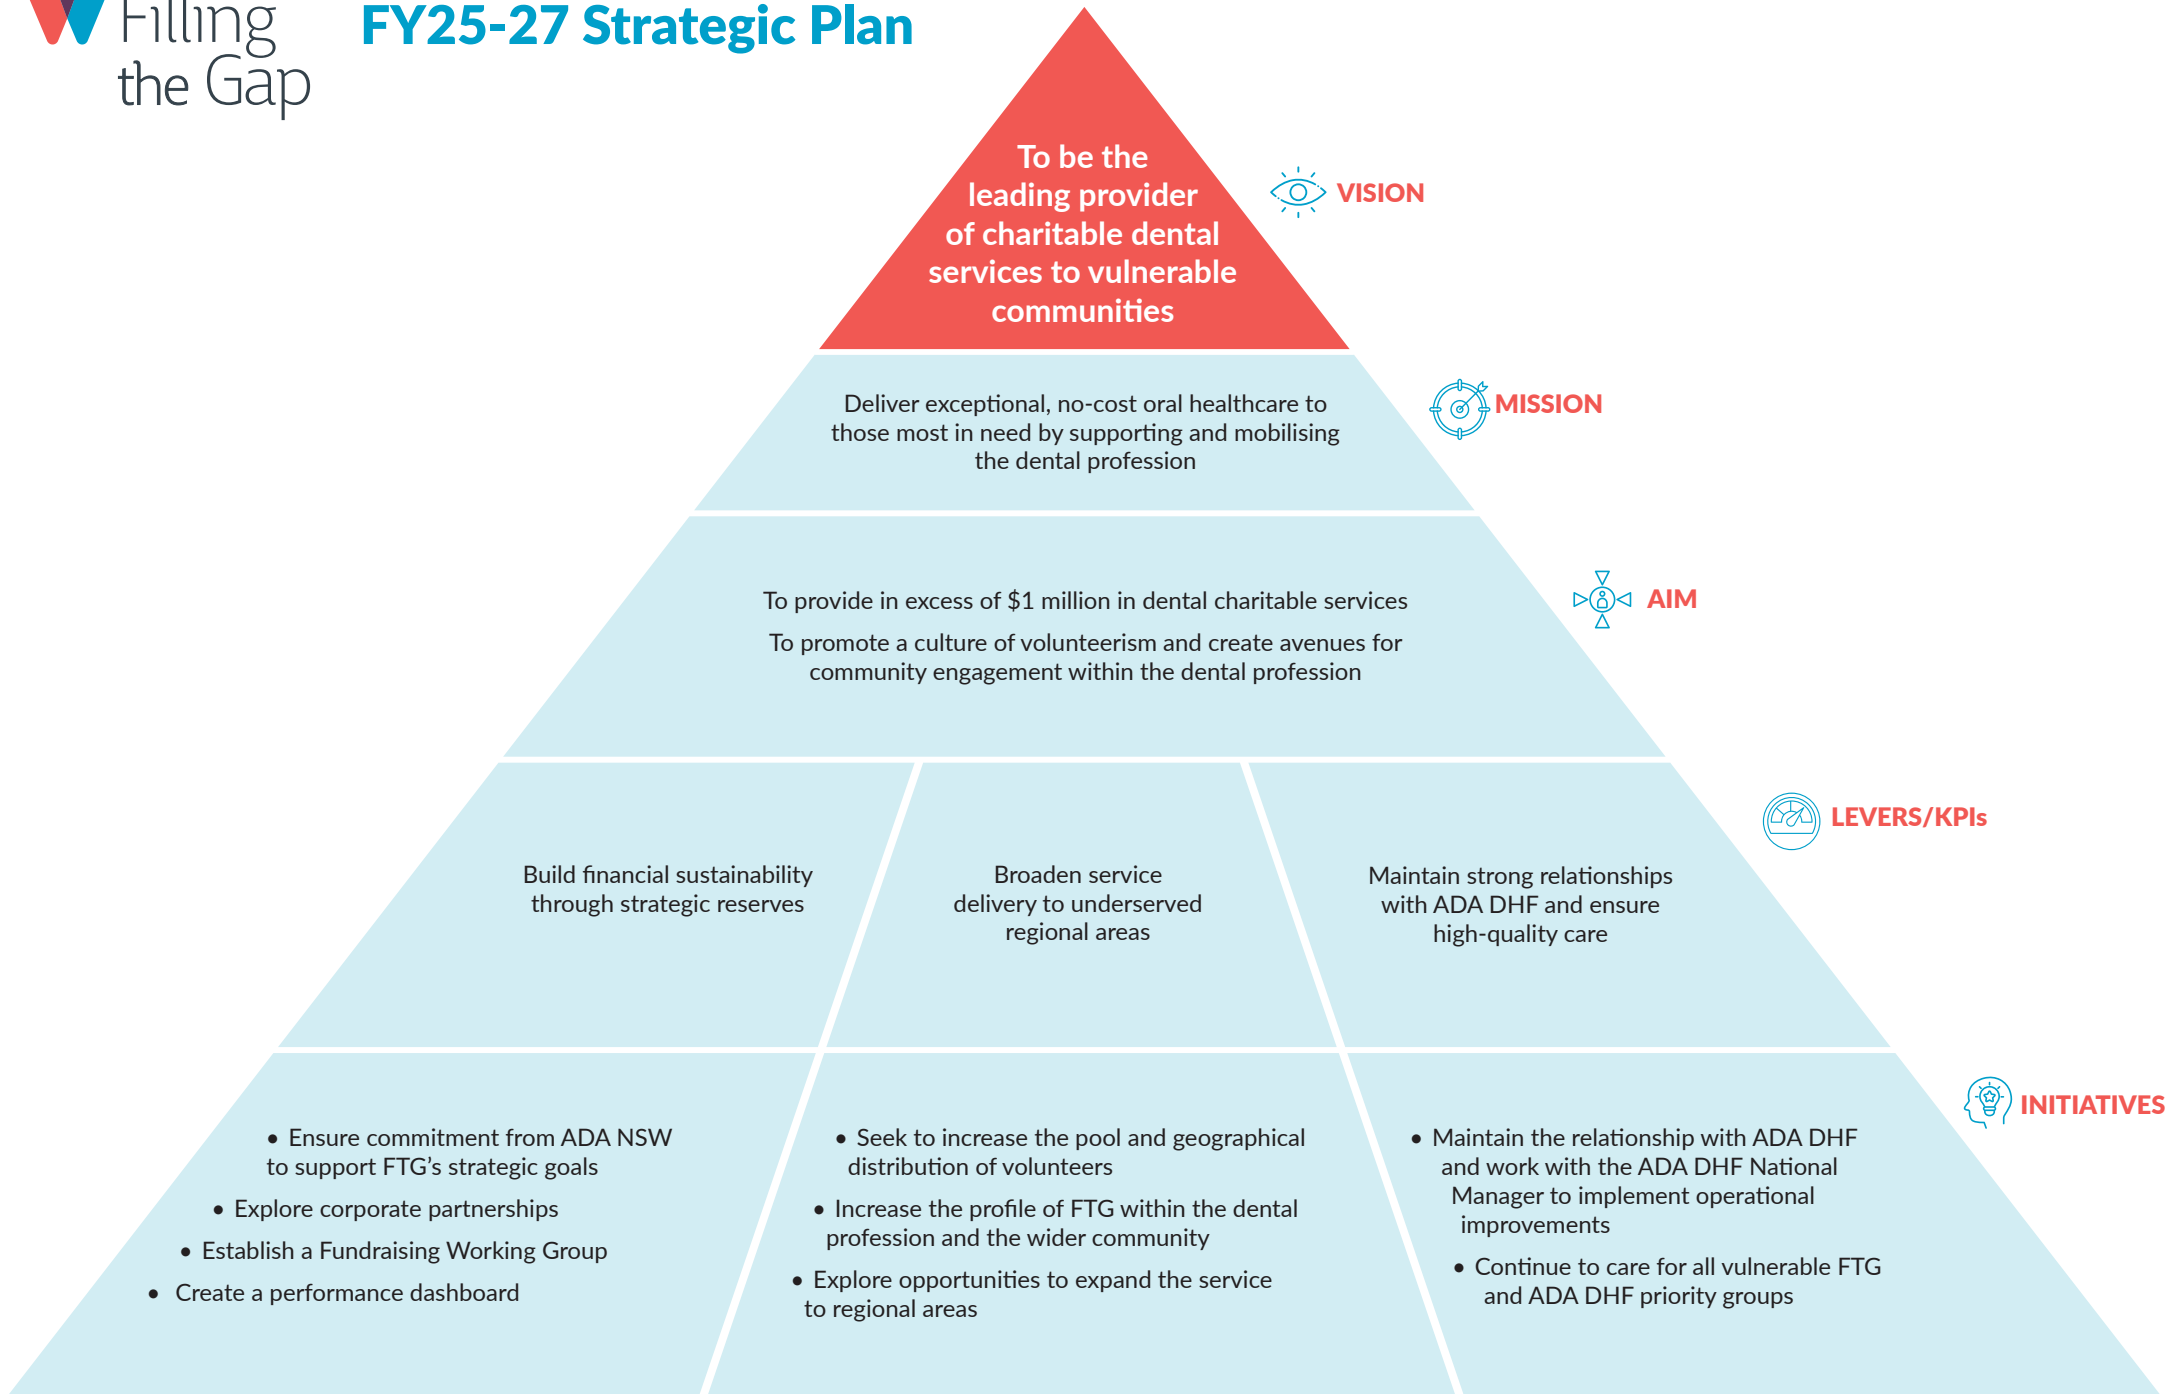 Filling
the Gap
FY25-27 Strategic Plan
To be the
leading provider
of charitable dental
services to vulnerable
communities
VISION
Deliver exceptional, no-cost oral healthcare to
those most in need by supporting and mobilising
the dental profession
MISSION
To provide in excess of $1 million in dental charitable services
To promote a culture of volunteerism and create avenues for
community engagement within the dental profession
AIM
LEVERS/KPIs
Build financial sustainability
through strategic reserves
Broaden service
delivery to underserved
regional areas
Maintain strong relationships
with ADA DHF and ensure
high-quality care
INITIATIVES
• Ensure commitment from ADA NSW
to support FTG's strategic goals
• Explore corporate partnerships
• Establish a Fundraising Working Group
• Create a performance dashboard
• Seek to increase the pool and geographical
distribution of volunteers
• Increase the profile of FTG within the dental
profession and the wider community
• Explore opportunities to expand the service
to regional areas
• Maintain the relationship with ADA DHF
and work with the ADA DHF National
Manager to implement operational
improvements
• Continue to care for all vulnerable FTG
and ADA DHF priority groups